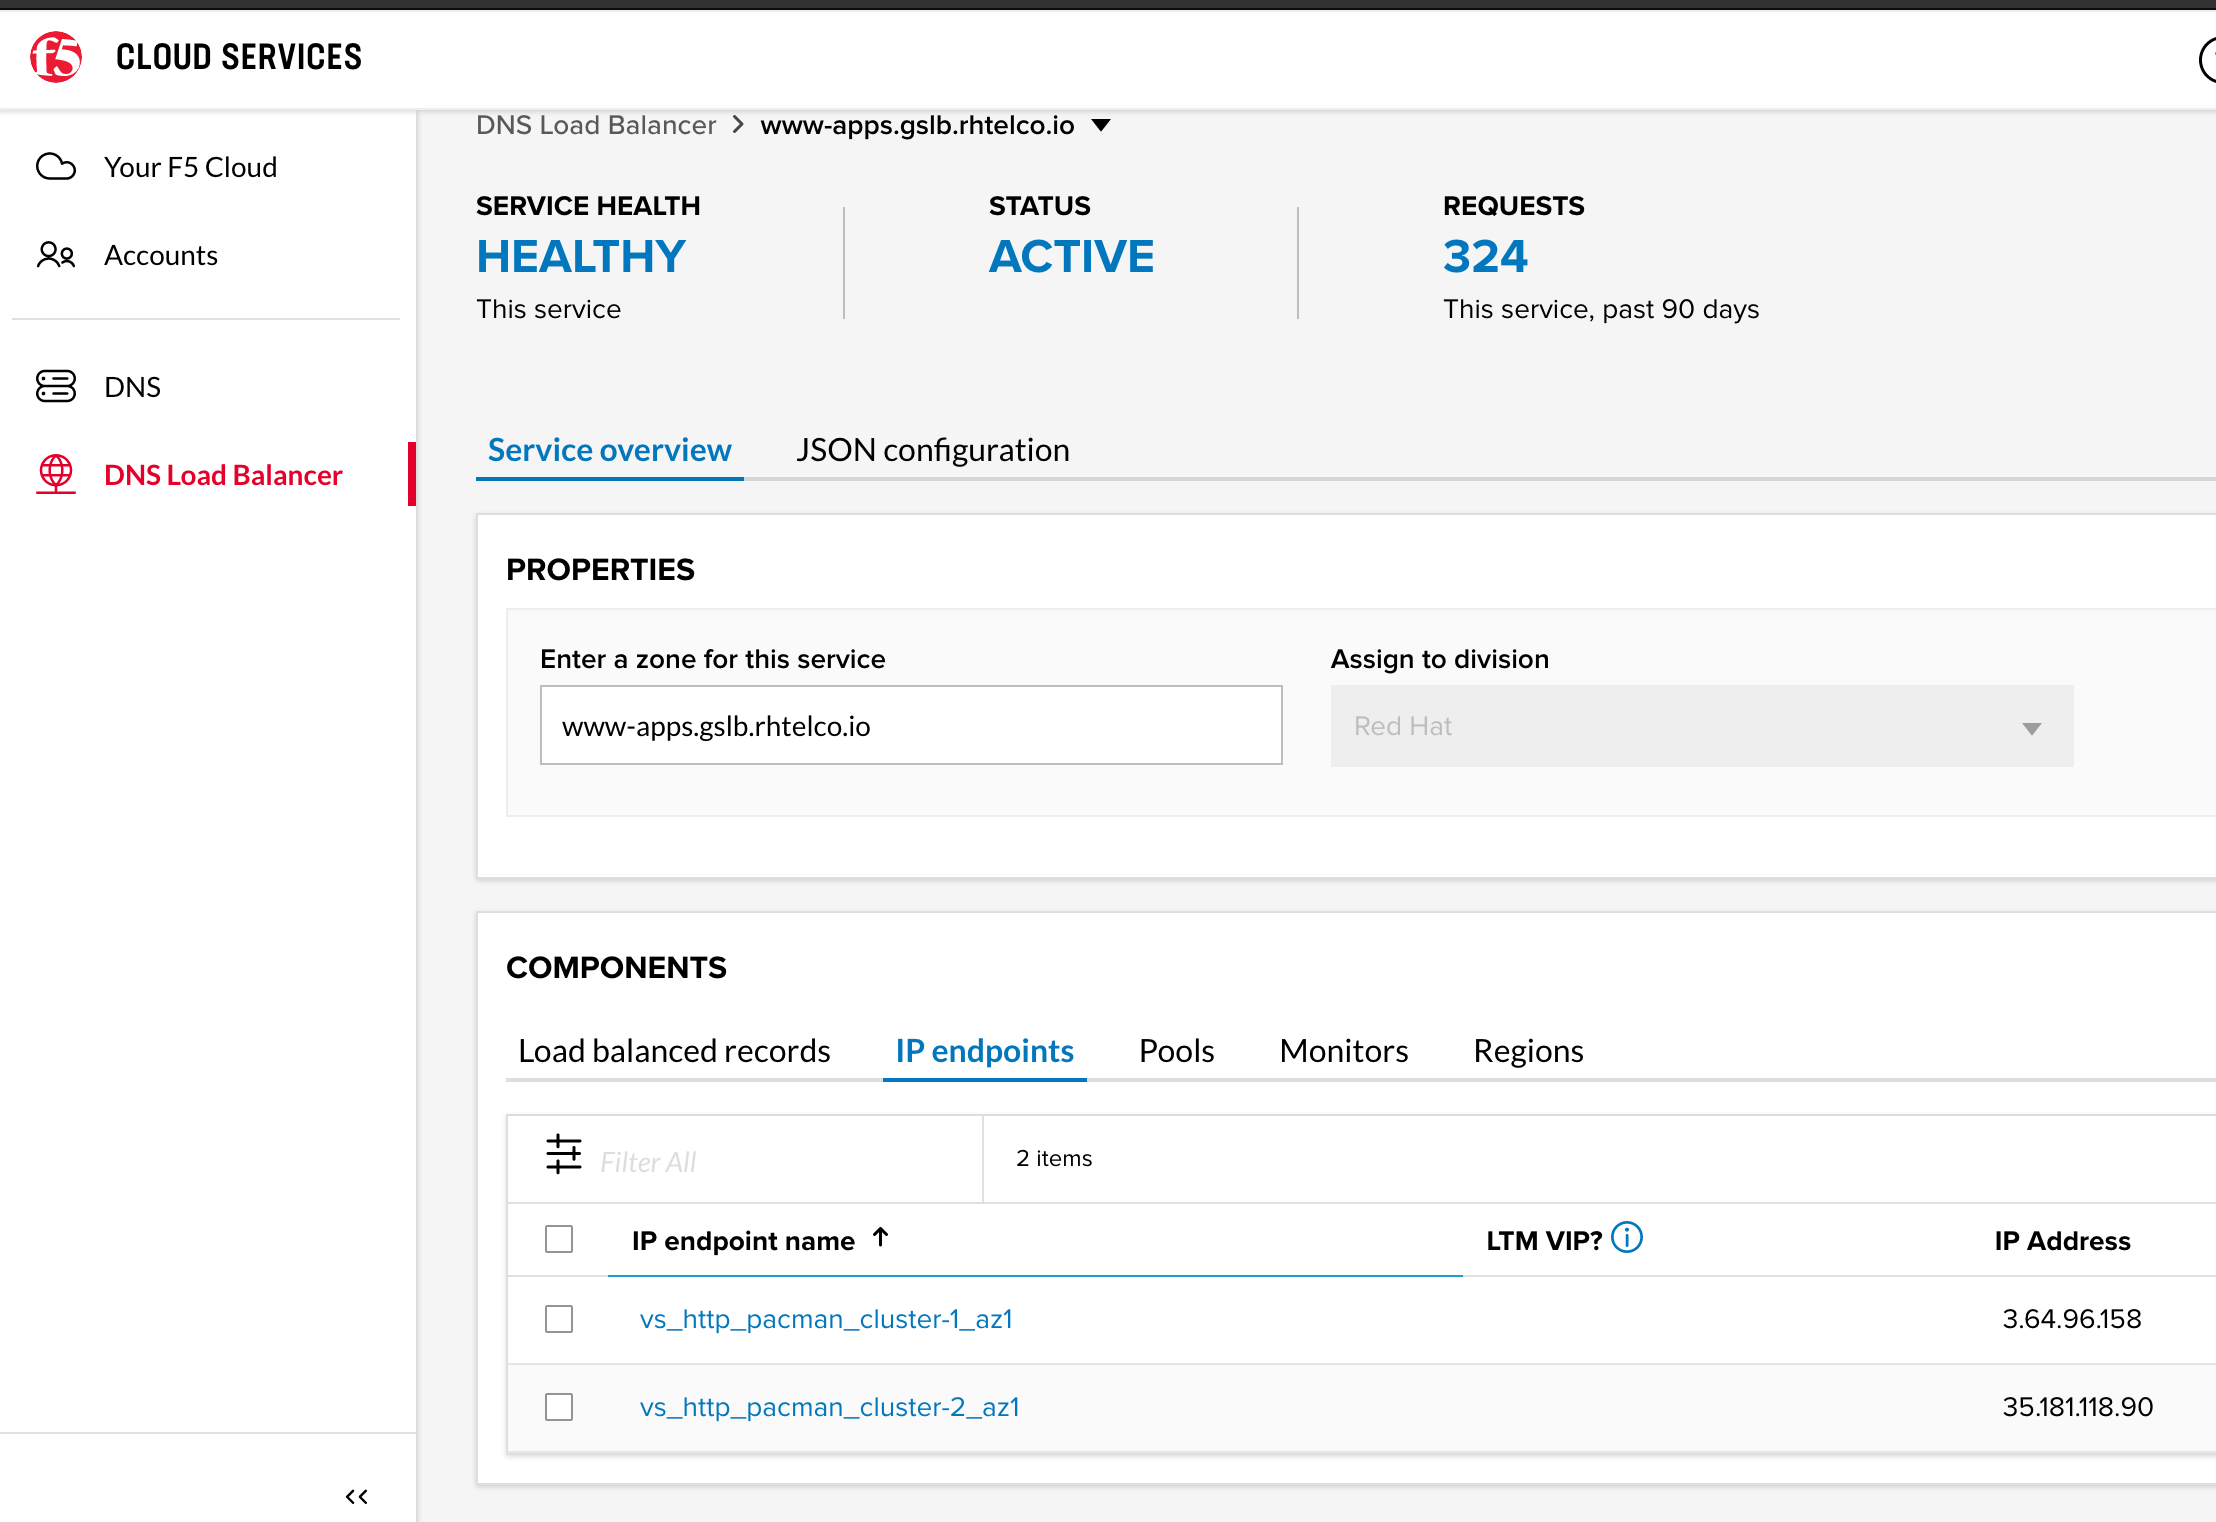 f5 CLOUD SERVICES
DNS Load Balancer > www-apps.gslb.rhtelco.io
Your F5 Cloud
Accounts
DNS
DNS Load Balancer
SERVICE HEALTH
HEALTHY
This service
STATUS
ACTIVE
REQUESTS
324
This service, past 90 days
Service overview JSON configuration
PROPERTIES
Enter a zone for this service
www-apps.gslb.rhtelco.io
Assign to division
Red Hat
COMPONENTS
Load balanced records IP endpoints Pools Monitors Regions
Filter All 2 items
IP endpoint name ↑ LTM VIP? IP Address
vs_http_pacman_cluster-1_az1 3.64.96.158
vs_http_pacman_cluster-2_az1 35.181.118.90
<<